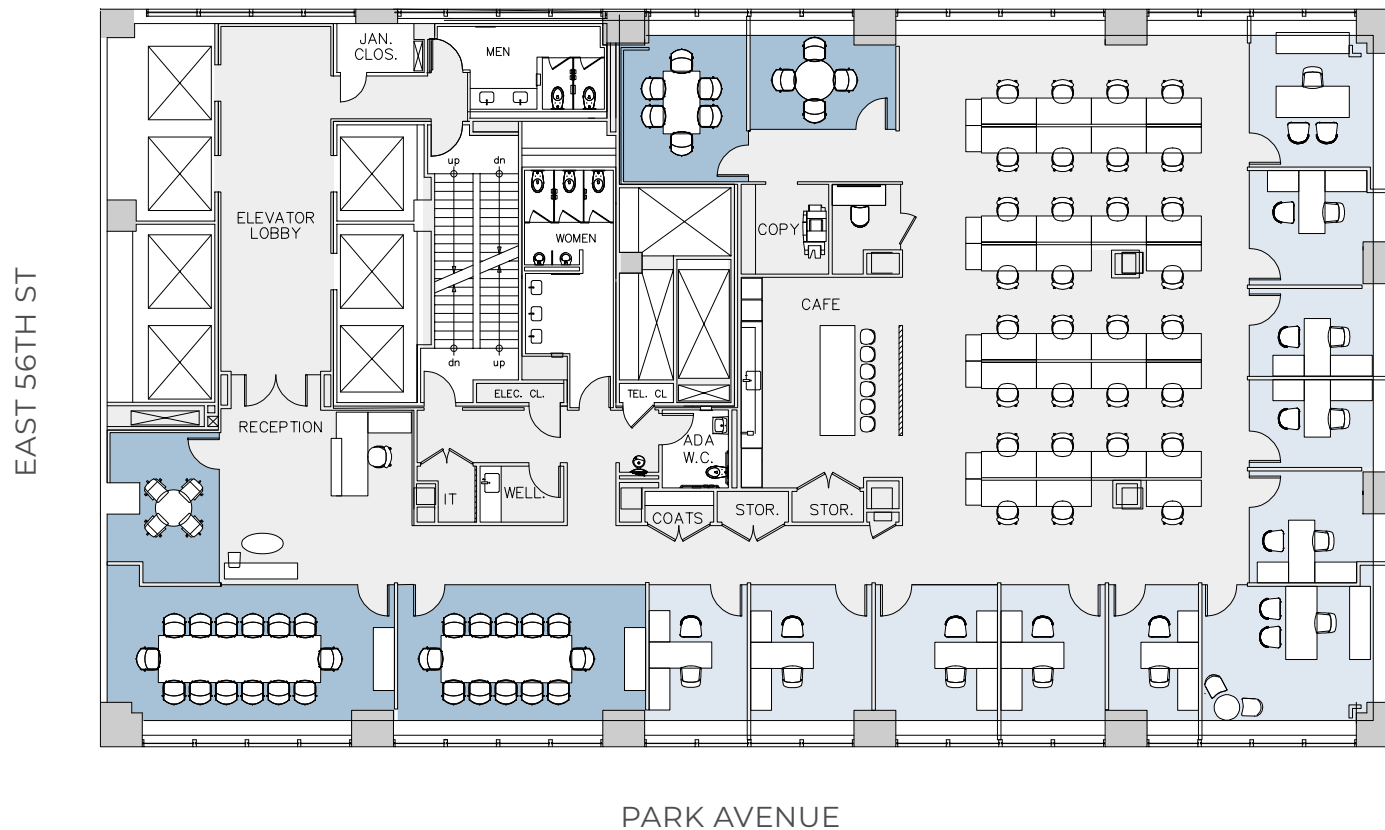 JAN.
CLOS.
MEN
up
dn
ELEVATOR
LOBBY
COPY
WOMEN
CAFE
EAST 56TH ST
dn
up
ELEC. CL.
TEL. CL
RECEPTION
ADA
W.C.
IT
WELL.
COATS
STOR.
STOR.
PARK AVENUE